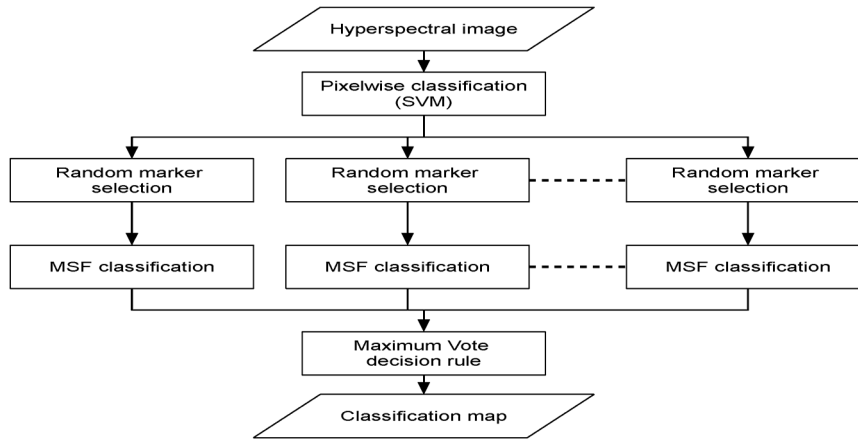 Hyperspectral image
Pixelwise classification
(SVM)
Random marker
selection
Random marker
selection
Random marker
selection
MSF classification
MSF classification
MSF classification
Maximum Vote
decision rule
Classification map